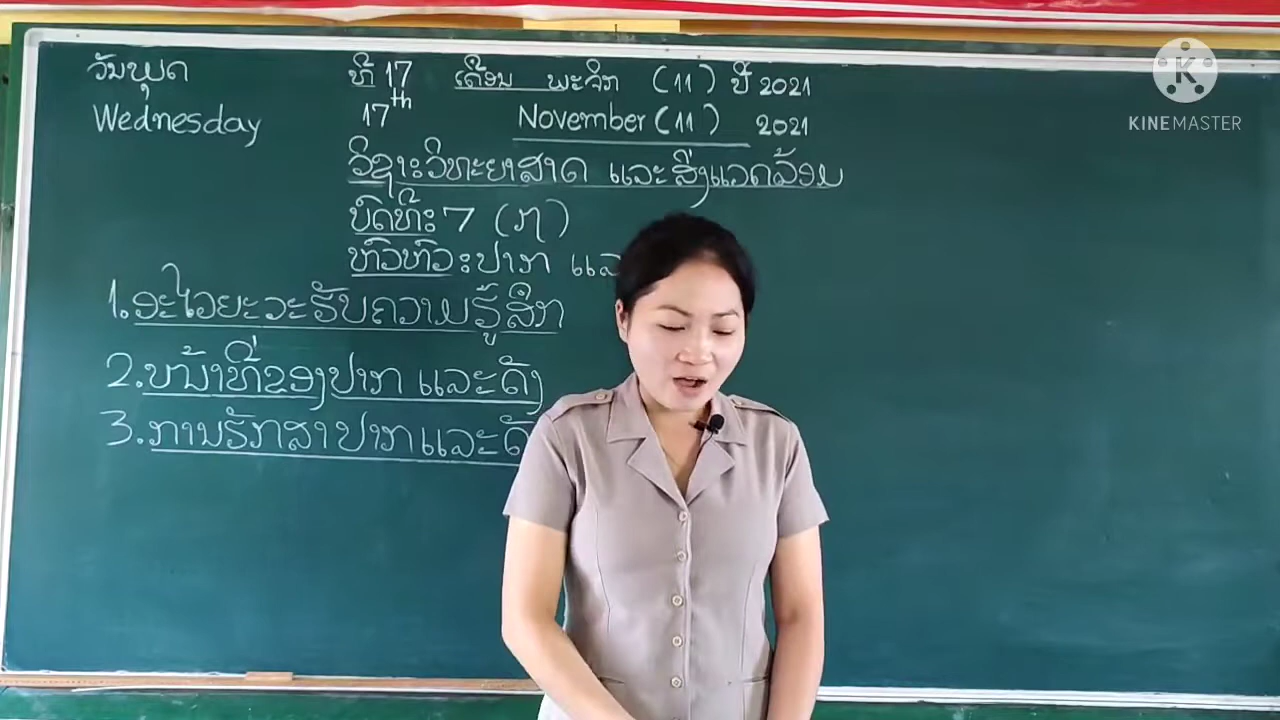 ວັນພຸດ ທີ 17 ເດືອນ ພະຈິກ (11) ປີ 2021
Wednesday 17th November (11) 2021
ວິຊາ: ວິທະຍາສາດ ແລະ ສິ່ງແວດລ້ອມ
ບົດທີ: 7 (ໆ)
ຫົວຫົວ: ປາກ ແລະ
1. ອະໄວຍະວະຮັບຄວາມຮູ້ສຶກ
2. ໜ້າທີ່ຂອງປາກ ແລະດັງ
3. ການຮັກສາປາກແລະດັ
K
KINEMASTER